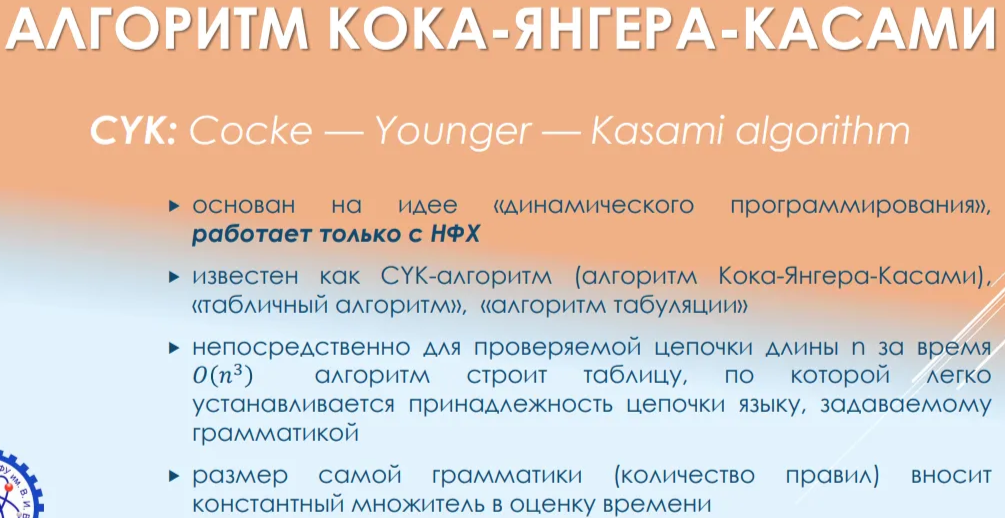 АЛГОРИТМ КОКА-ЯНГЕРА-КАСАМИ
CYK: Cocke — Younger — Kasami algorithm
основан на идее «динамического программирования»,
работает только с НФХ
известен как CYK-алгоритм (алгоритм Кока-Янгера-Касами),
«табличный алгоритм», «алгоритм табуляции»
непосредственно для проверяемой цепочки длины n за время
O(n³) алгоритм строит таблицу, по которой легко
устанавливается принадлежность цепочки языку, задаваемому
грамматикой
размер самой грамматики (количество правил) вносит
константный множитель в оценку времени